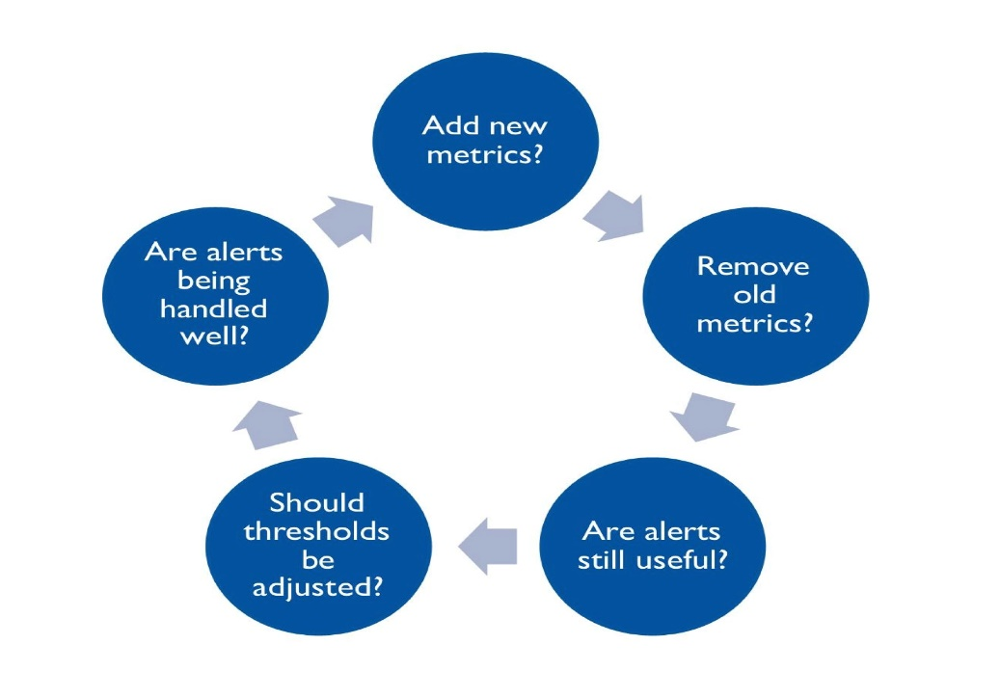 Add new
metrics?
Remove
old
metrics?
Are alerts
still useful?
Should
thresholds
be
adjusted?
Are alerts
being
handled
well?